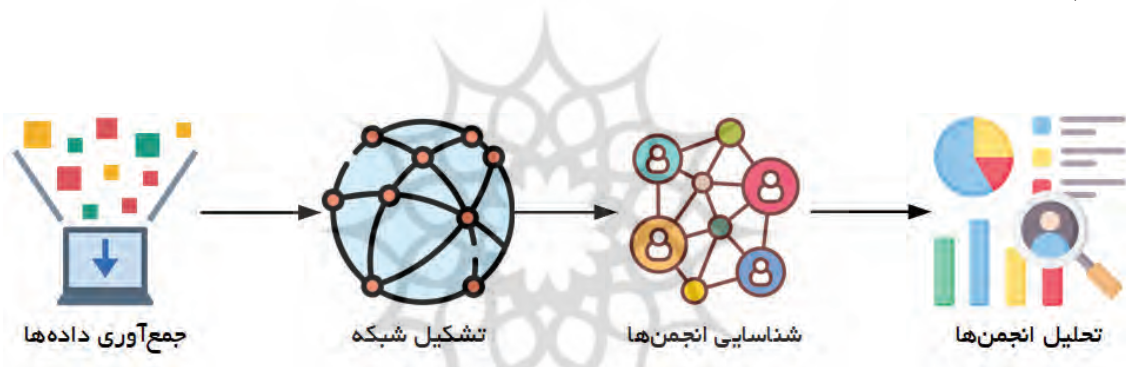 جمع‌آوری داده‌ها
تشکیل شبکه
شناسایی انجمن‌ها
تحلیل انجمن‌ها